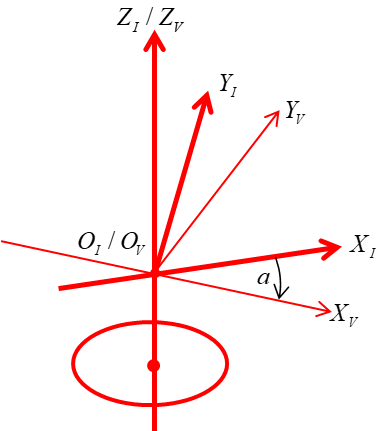 Z_I / Z_V
Y_I
Y_V
O_I / O_V
X_I
a
X_V